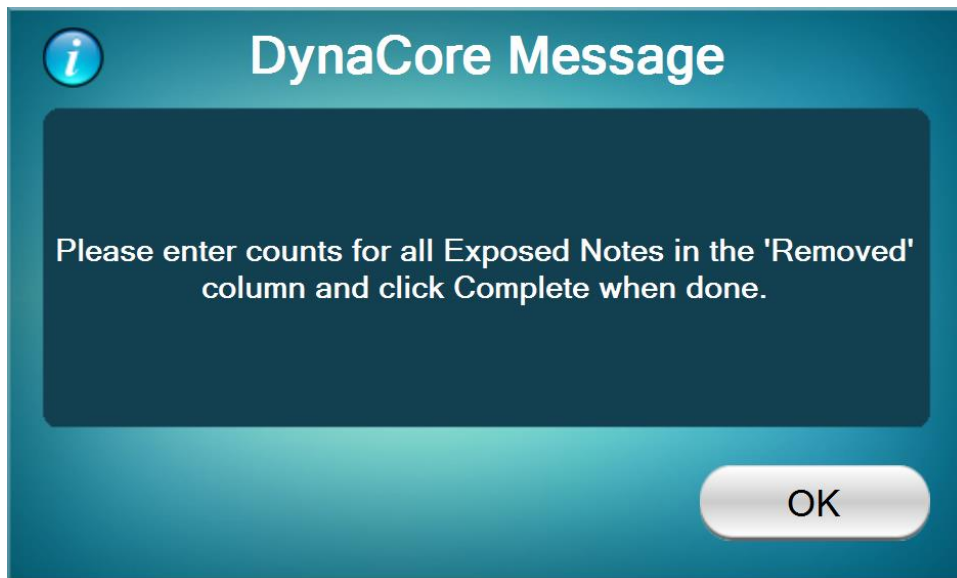 DynaCore Message
Please enter counts for all Exposed Notes in the 'Removed'
column and click Complete when done.
OK